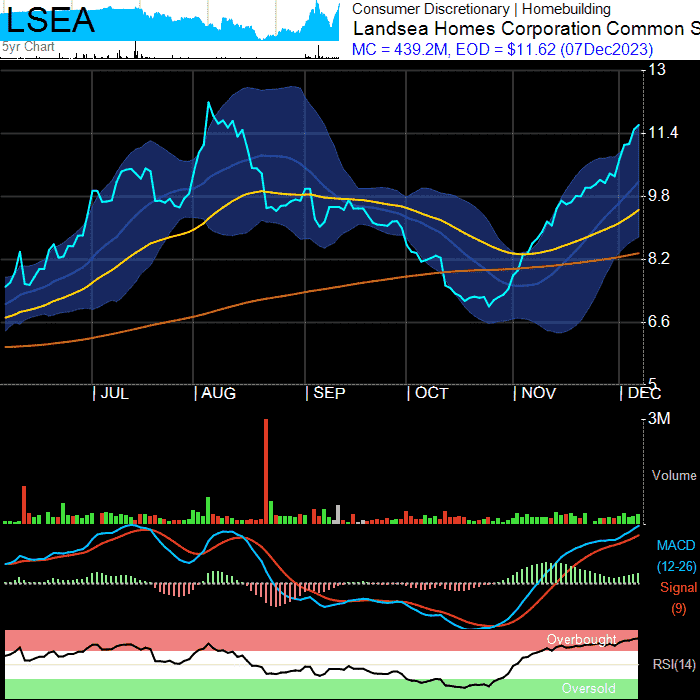 LSEA
5yr Chart
Consumer Discretionary | Homebuilding
Landsea Homes Corporation Common S
MC = 439.2M, EOD = $11.62 (07Dec2023)
13
11.4
9.8
8.2
6.6
5
| JUL | AUG | SEP | OCT | NOV | DEC
3M
Volume
MACD
(12-26)
Signal
(9)
Overbought
RSI(14)
Oversold